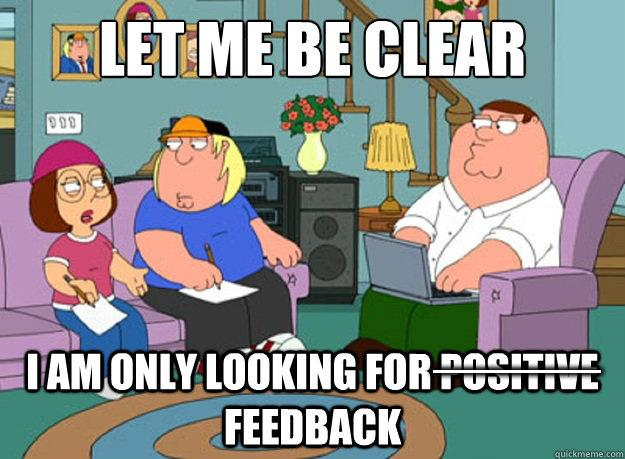 LET ME BE CLEAR
I AM ONLY LOOKING FOR POSITIVE
FEEDBACK
quickmeme.com